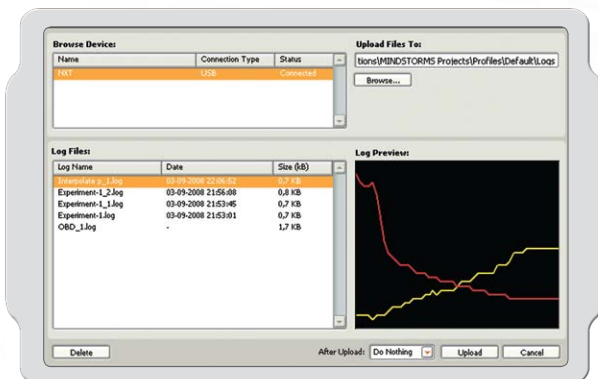 Browse Device:
Name Connection Type Status
NXT USB Connected
Upload Files To:
tions\MINDSTORMS Projects\Profiles\Default\Logs
Browse...
Log Files:
Log Name Date Size (kB)
Interpolate p_1.log 03-09-2008 22:06:52 0,7 KB
Experiment-1_2.log 03-09-2008 21:56:08 0,8 KB
Experiment-1_1.log 03-09-2008 21:53:45 0,7 KB
Experiment-1.log 03-09-2008 21:53:01 0,7 KB
OBD_1.log - 1,7 KB
Log Preview:
Delete
After Upload: Do Nothing Upload Cancel